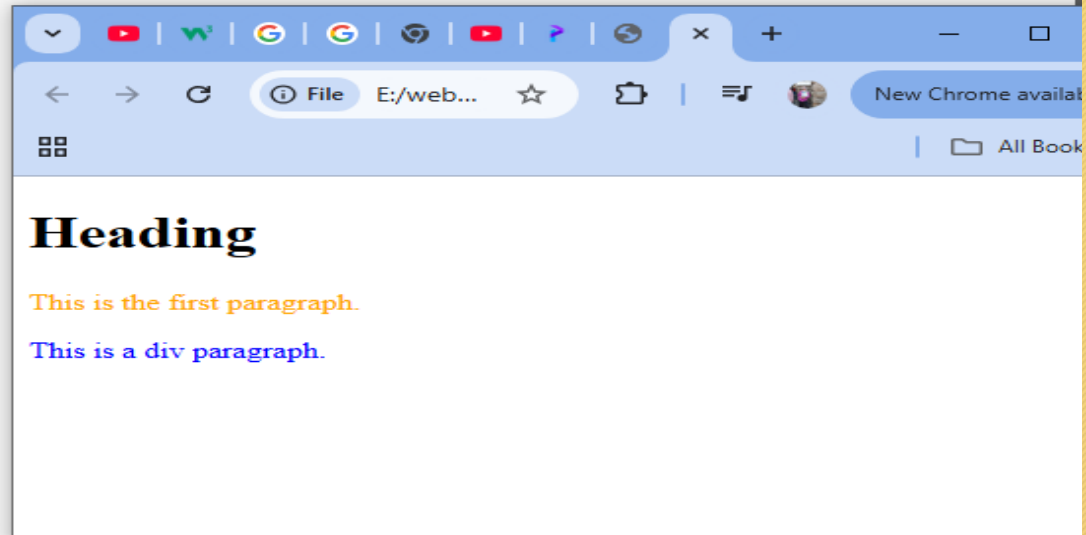 File E:/web... New Chrome availab
All Book
Heading
This is the first paragraph.
This is a div paragraph.